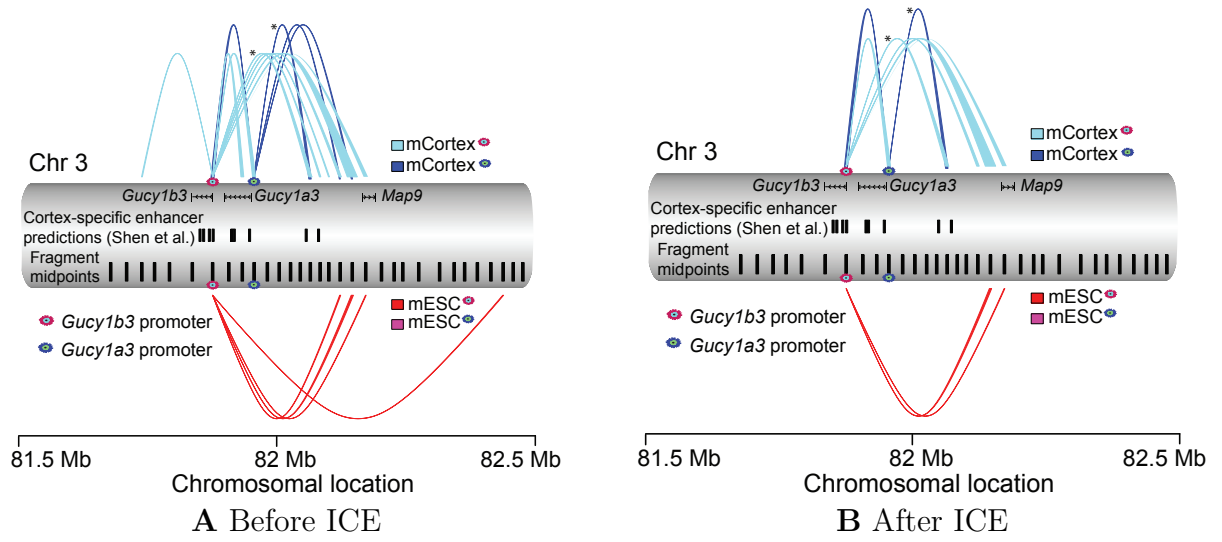 *
*
mCortex
mCortex
Chr 3
Gucy1b3
Gucy1a3
Map9
Cortex-specific enhancer
predictions (Shen et al.)
Fragment
midpoints
mESC
mESC
Gucy1b3 promoter
Gucy1a3 promoter
81.5 Mb
82 Mb
82.5 Mb
Chromosomal location
A Before ICE
*
*
mCortex
mCortex
Chr 3
Gucy1b3
Gucy1a3
Map9
Cortex-specific enhancer
predictions (Shen et al.)
Fragment
midpoints
mESC
mESC
Gucy1b3 promoter
Gucy1a3 promoter
81.5 Mb
82 Mb
82.5 Mb
Chromosomal location
B After ICE